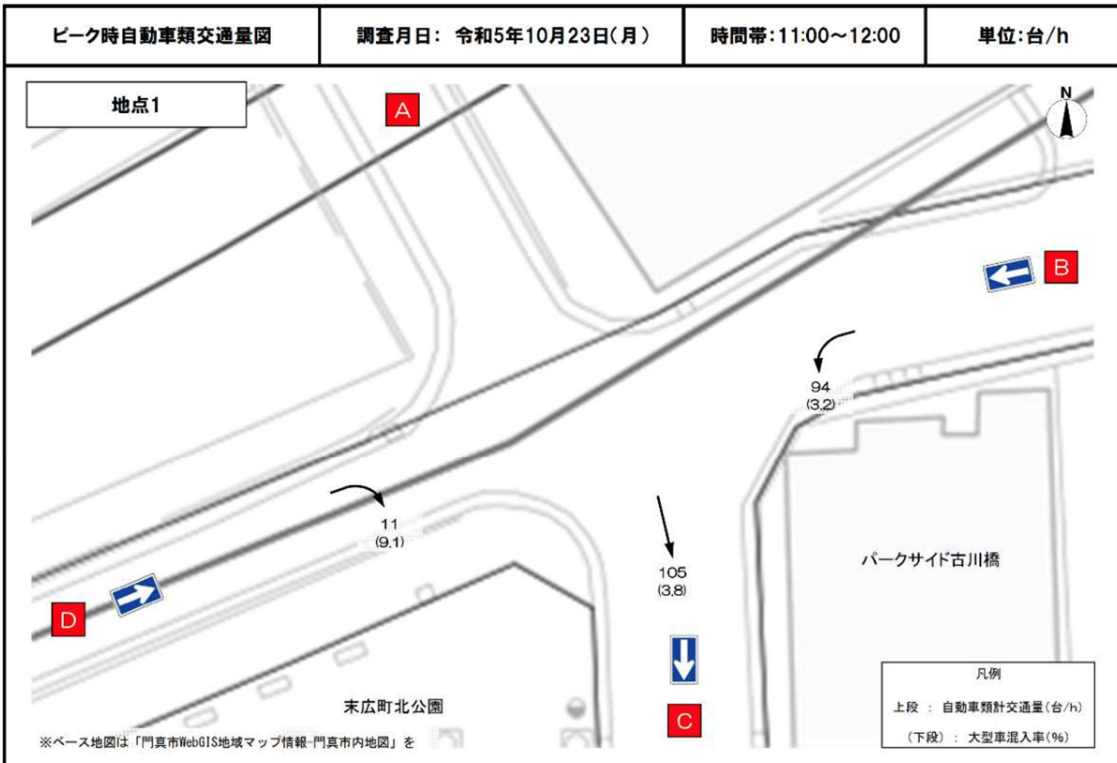 ピーク時自動車類交通量図
調査月日: 令和5年10月23日(月)
時間帯:11:00～12:00
単位:台/h
地点1
A
N
B
94
(3.2)
11
(9.1)
105
(3.8)
パークサイド古川橋
D
C
末広町北公園
凡例
上段 : 自動車類計交通量(台/h)
(下段) : 大型車混入率(%)
※ベース地図は「門真市WebGIS地域マップ情報-門真市内地図」を